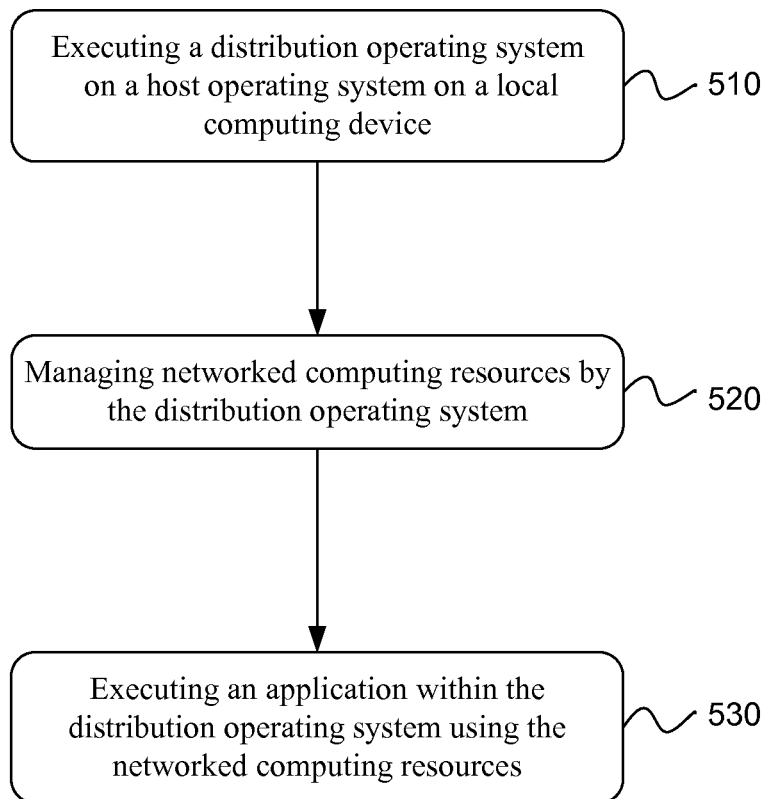 Executing a distribution operating system
on a host operating system on a local
computing device
510
Managing networked computing resources by
the distribution operating system
520
Executing an application within the
distribution operating system using the
networked computing resources
530